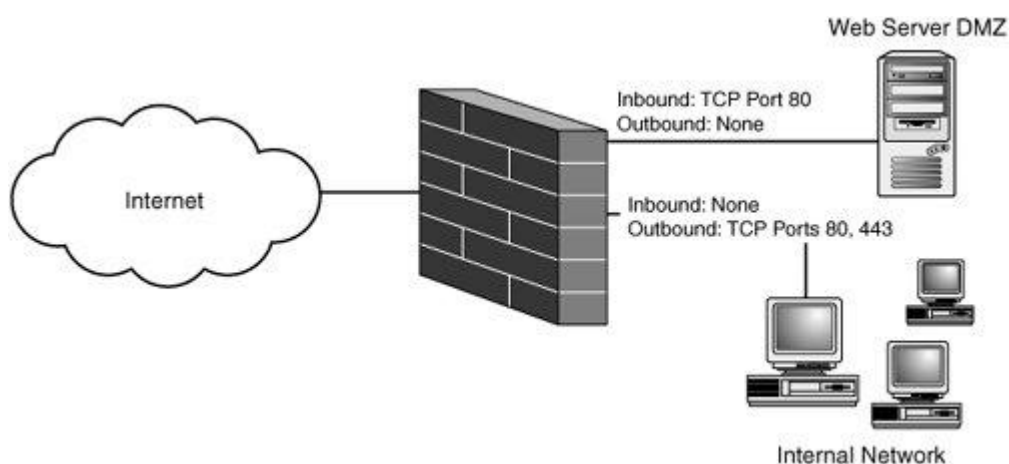 Web Server DMZ
Inbound: TCP Port 80
Outbound: None
Internet
Inbound: None
Outbound: TCP Ports 80, 443
Internal Network